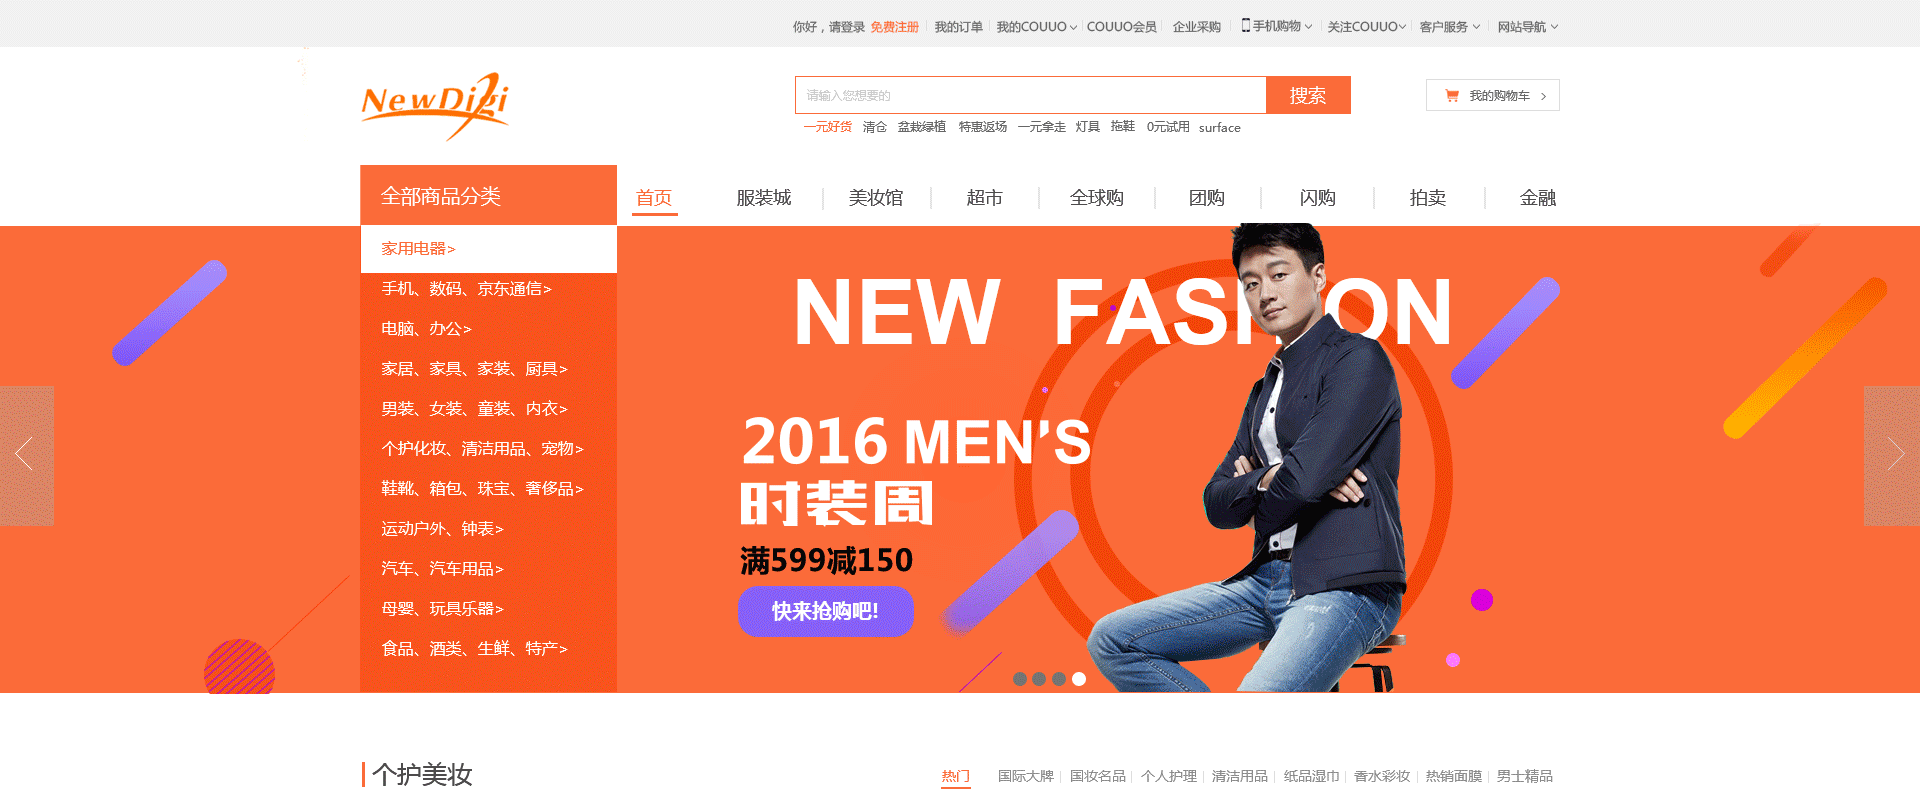 你好，请登录 免费注册 我的订单 我的COUUO COUUO会员 企业采购 手机购物 关注COUUO 客户服务 网站导航
NewDigi
请输入您想要的 搜索
我的购物车 >
一元好货 清仓 盆栽绿植 特惠返场 一元拿走 灯具 拖鞋 0元试用 surface
全部商品分类 首页 服装城 美妆馆 超市 全球购 团购 闪购 拍卖 金融
家用电器>
手机、数码、京东通信>
电脑、办公>
家居、家具、家装、厨具>
男装、女装、童装、内衣>
个护化妆、清洁用品、宠物>
鞋靴、箱包、珠宝、奢侈品>
运动户外、钟表>
汽车、汽车用品>
母婴、玩具乐器>
食品、酒类、生鲜、特产>
NEW FASHION
2016 MEN'S
时装周
满599减150
快来抢购吧!
个护美妆
热门 国际大牌 国妆名品 个人护理 清洁用品 纸品湿巾 香水彩妆 热销面膜 男士精品